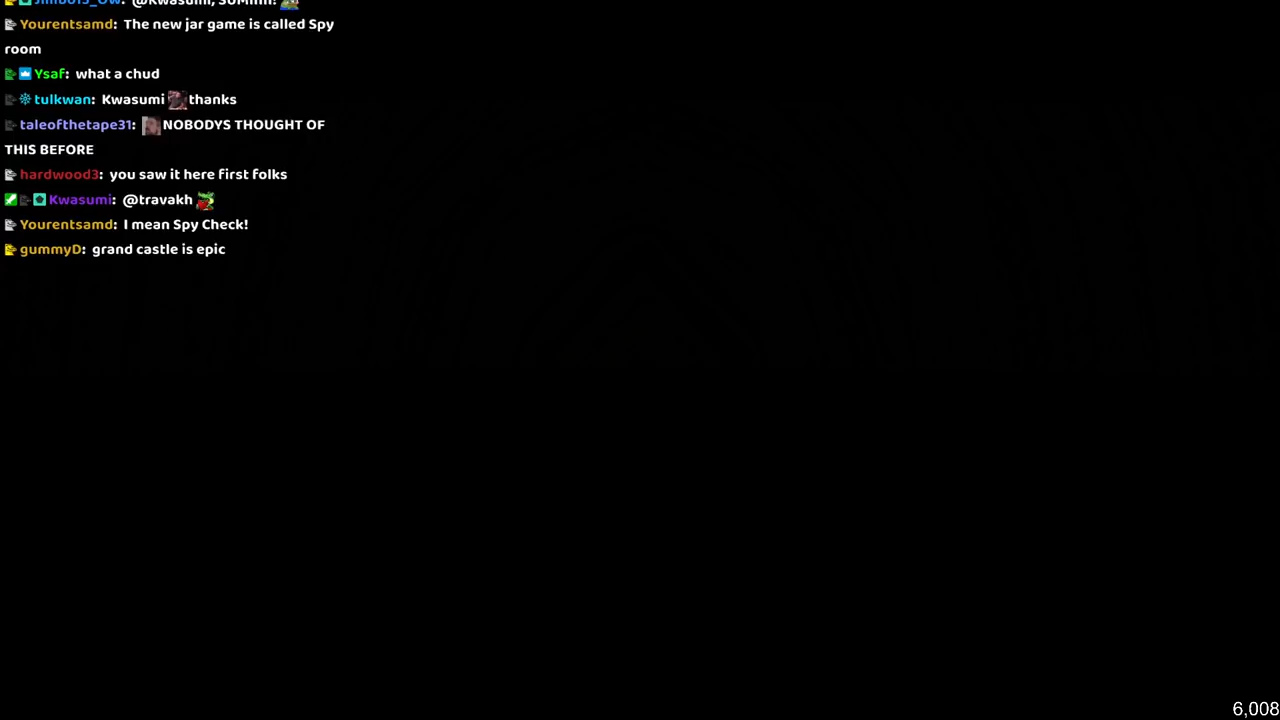 @Kwasumi,
Yourentsamd: The new jar game is called Spy
room
Ysaf: what a chud
tulkwan: Kwasumi thanks
taleofthetape31: NOBODYS THOUGHT OF
THIS BEFORE
hardwood3: you saw it here first folks
Kwasumi: @travakh
Yourentsamd: I mean Spy Check!
gummyD: grand castle is epic
6,008